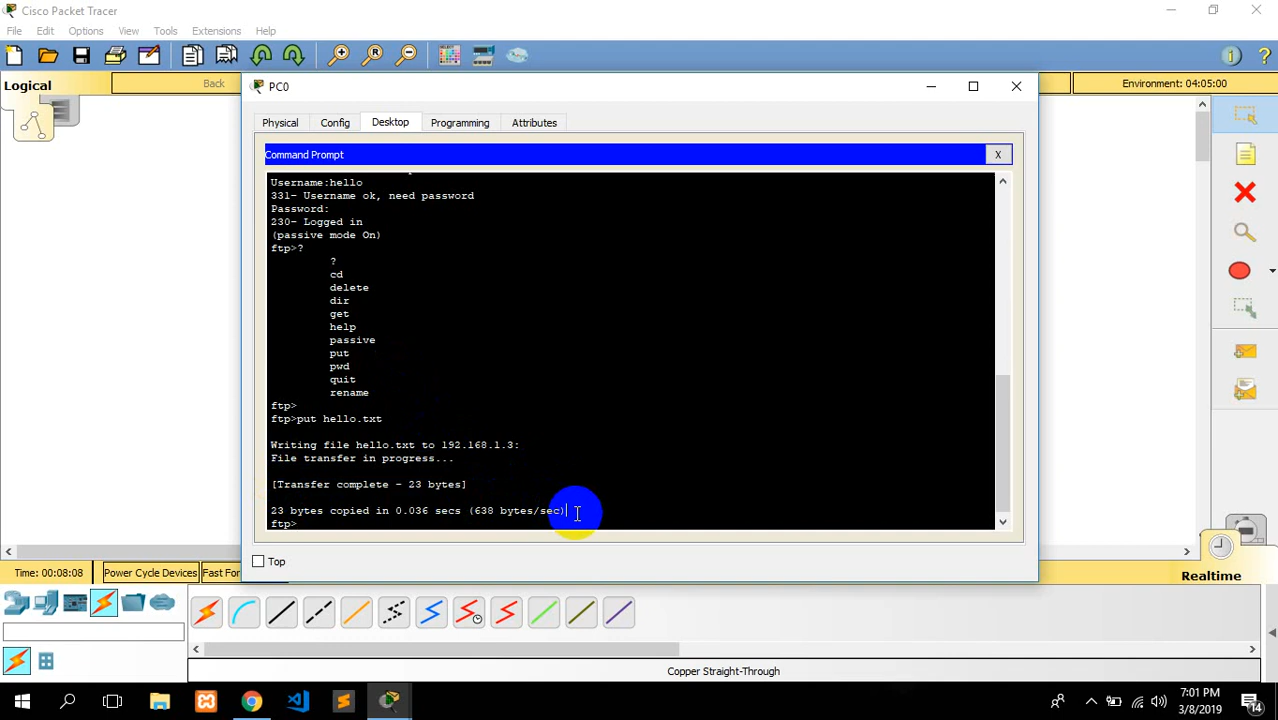 Cisco Packet Tracer
File Edit Options View Tools Extensions Help
Logical
Back
Environment: 04:05:00
PC0
Physical Config Desktop Programming Attributes
Command Prompt
X
Username:hello
331- Username ok, need password
Password:
230- Logged in
(passive mode On)
ftp>?
?
cd
delete
dir
get
help
passive
put
pwd
quit
rename
ftp>
ftp>put hello.txt
Writing file hello.txt to 192.168.1.3:
File transfer in progress...
[Transfer complete - 23 bytes]
23 bytes copied in 0.036 secs (638 bytes/sec)
ftp>
Top
Time: 00:08:08 Power Cycle Devices Fast For
Realtime
Copper Straight-Through
7:01 PM
3/8/2019
14